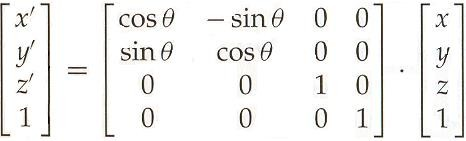 x′ cos θ − sin θ 0 0 x
y′ sin θ cos θ 0 0 y
z′ = 0 0 1 0 · z
1 0 0 0 1 1